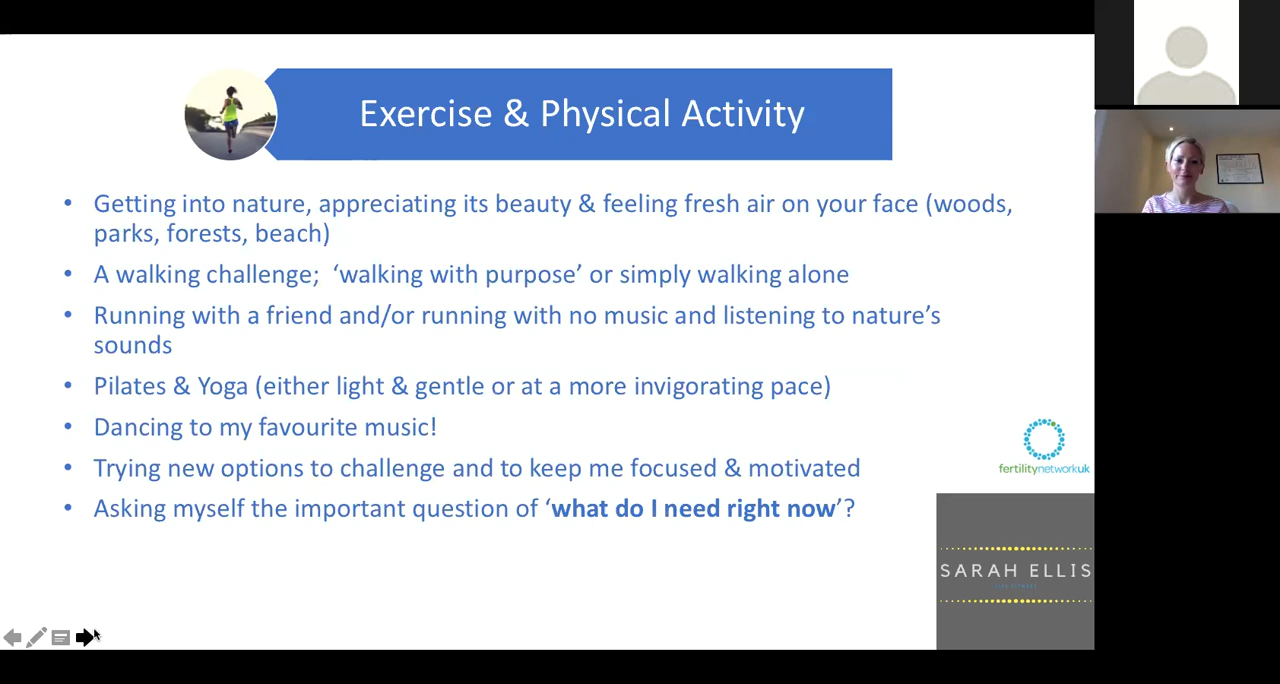 Exercise & Physical Activity
• Getting into nature, appreciating its beauty & feeling fresh air on your face (woods,
parks, forests, beach)
• A walking challenge;  ‘walking with purpose’ or simply walking alone
• Running with a friend and/or running with no music and listening to nature’s
sounds
• Pilates & Yoga (either light & gentle or at a more invigorating pace)
• Dancing to my favourite music!
• Trying new options to challenge and to keep me focused & motivated
• Asking myself the important question of ‘what do I need right now’?
fertilitynetworkuk
SARAH ELLIS